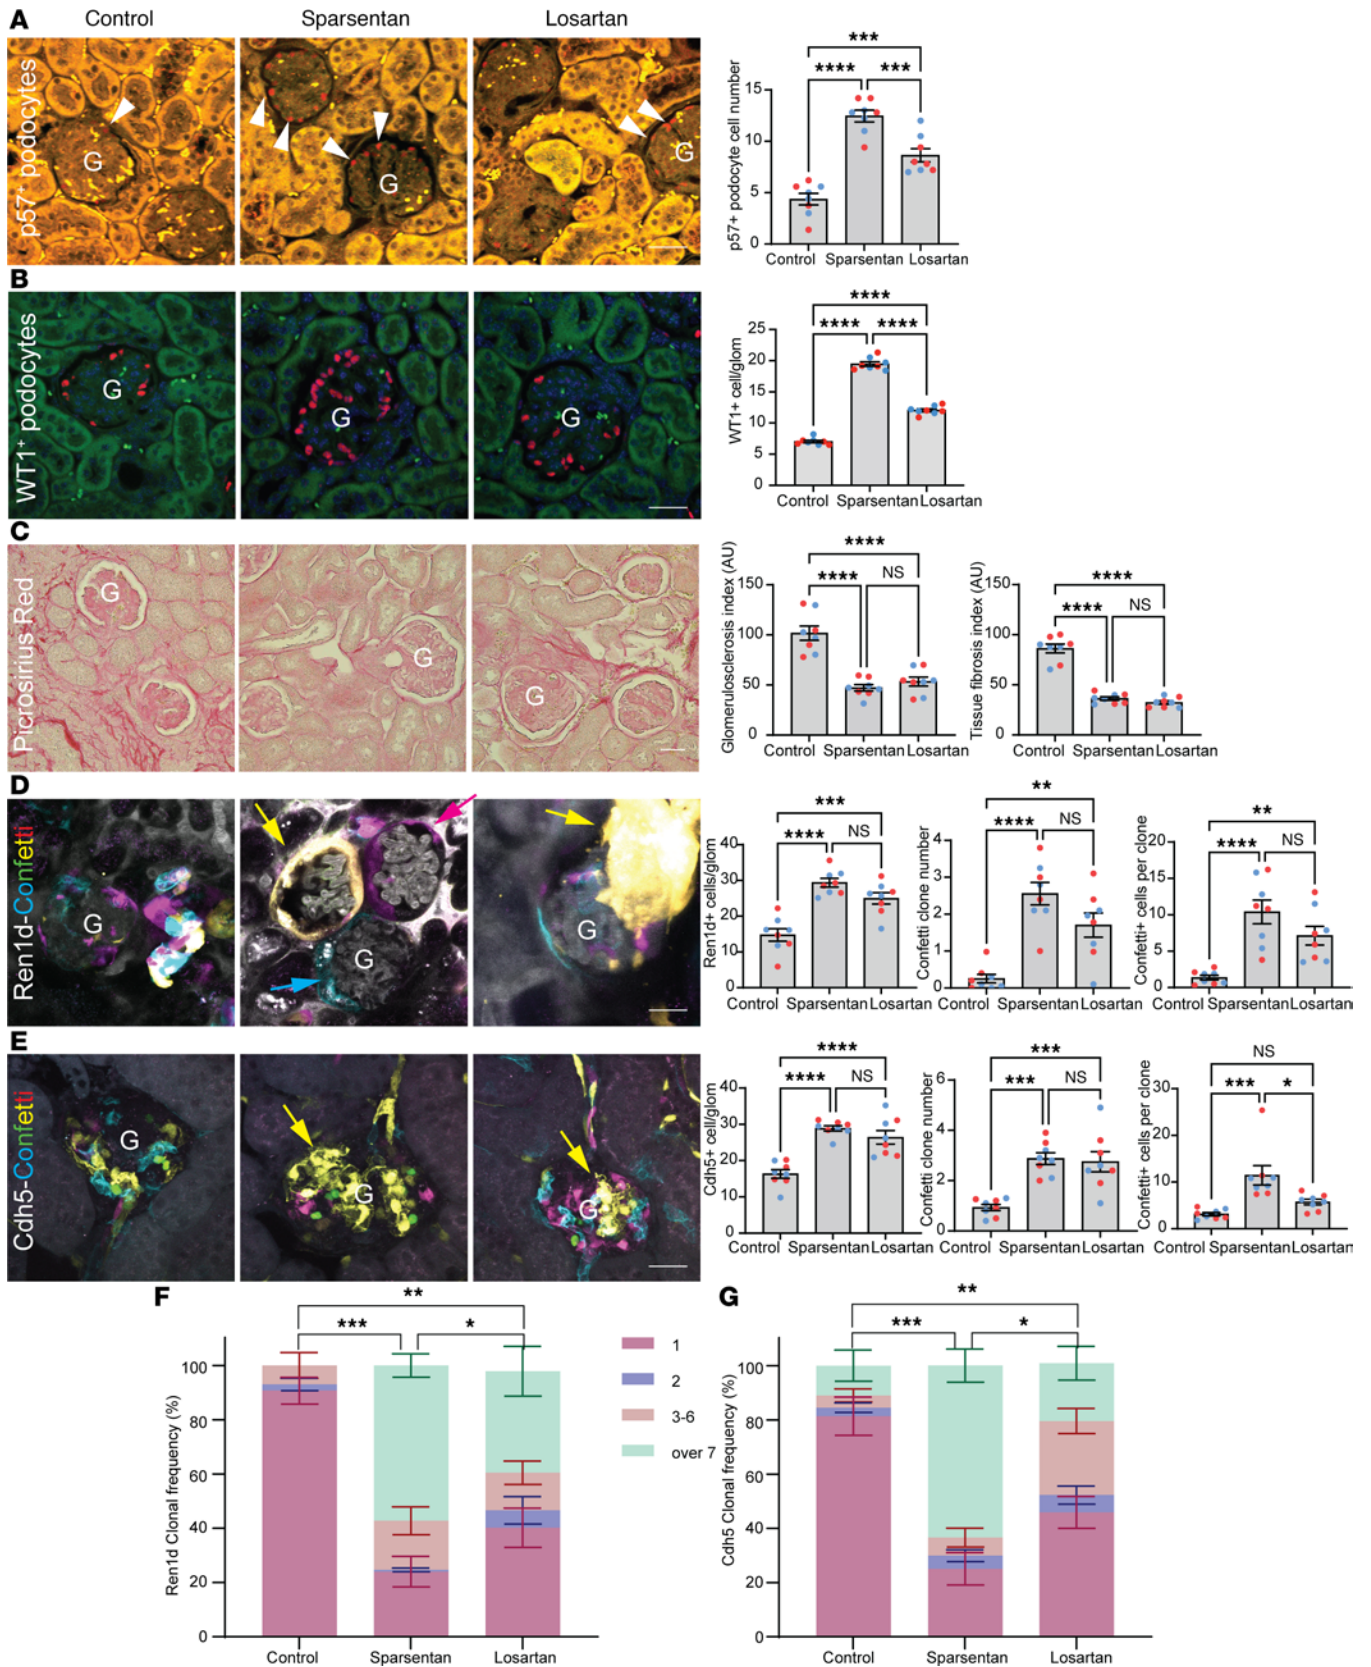 A
Control
Sparsentan
Losartan
p57+ podocytes
G
G
G
p57+ podocyte cell number
***
****
***
15
10
5
0
Control
Sparsentan
Losartan
B
WT1+ podocytes
G
G
G
WT1+ cell/glom
****
****
****
25
20
15
10
5
0
Control
Sparsentan
Losartan
C
Picrosirius Red
G
G
G
Glomerulosclerosis index (AU)
****
****
NS
150
100
50
0
Control
Sparsentan
Losartan
Tissue fibrosis index (AU)
****
****
NS
150
100
50
0
Control
Sparsentan
Losartan
D
Ren1d-Confetti
G
G
G
Ren1d+ cells/glom
***
****
NS
40
30
20
10
0
Control
Sparsentan
Losartan
Confetti clone number
**
****
NS
4
3
2
1
0
Control
Sparsentan
Losartan
Confetti+ cells per clone
**
****
NS
20
15
10
5
0
Control
Sparsentan
Losartan
E
Cdh5-Confetti
G
G
G
Cdh5+ cell/glom
****
****
NS
40
30
20
10
0
Control
Sparsentan
Losartan
Confetti clone number
***
***
NS
6
4
2
0
Control
Sparsentan
Losartan
Confetti+ cells per clone
NS
***
*
30
20
10
0
Control
Sparsentan
Losartan
F
Ren1d Clonal frequency (%)
**
***
*
100
80
60
40
20
0
Control
Sparsentan
Losartan
1
2
3-6
over 7
G
Cdh5 Clonal frequency (%)
**
***
*
100
80
60
40
20
0
Control
Sparsentan
Losartan